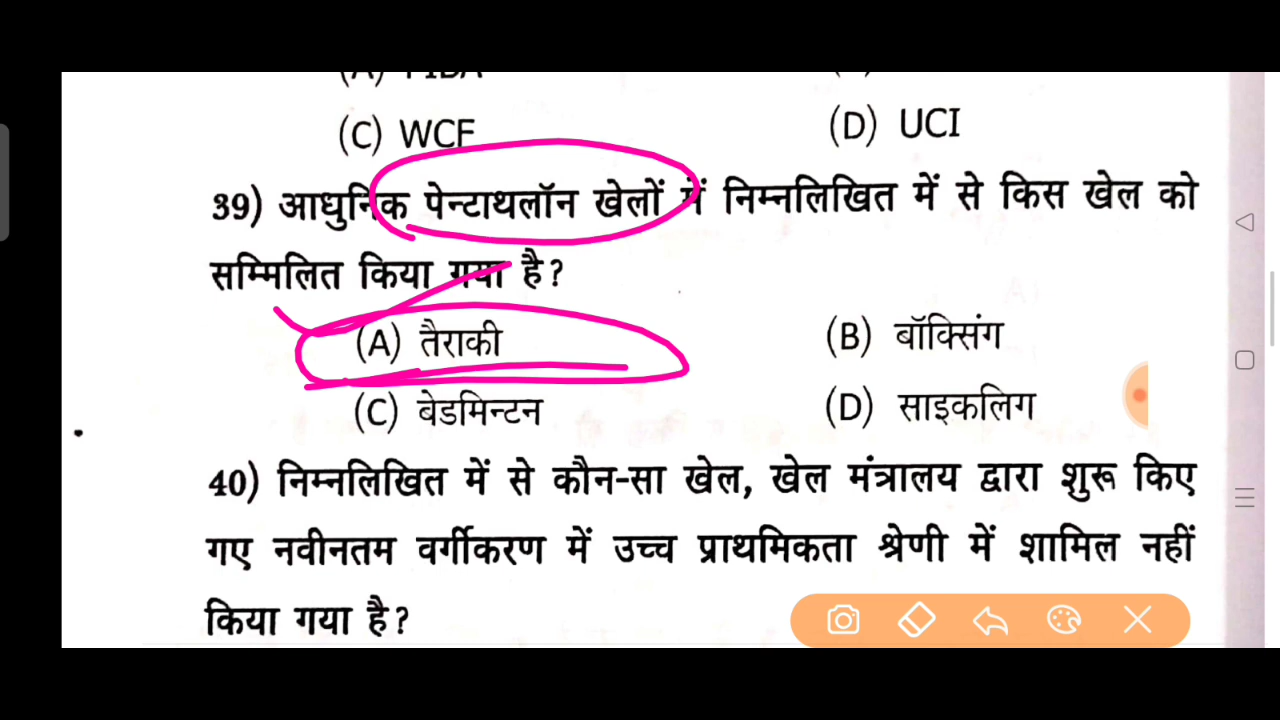 (C) WCF (D) UCI
39) आधुनिक पेन्टाथलॉन खेलों में निम्नलिखित में से किस खेल को
सम्मिलित किया गया है?
(A) तैराकी (B) बॉक्सिंग
(C) बेडमिन्टन (D) साइकलिग
40) निम्नलिखित में से कौन-सा खेल, खेल मंत्रालय द्वारा शुरू किए
गए नवीनतम वर्गीकरण में उच्च प्राथमिकता श्रेणी में शामिल नहीं
किया गया है?